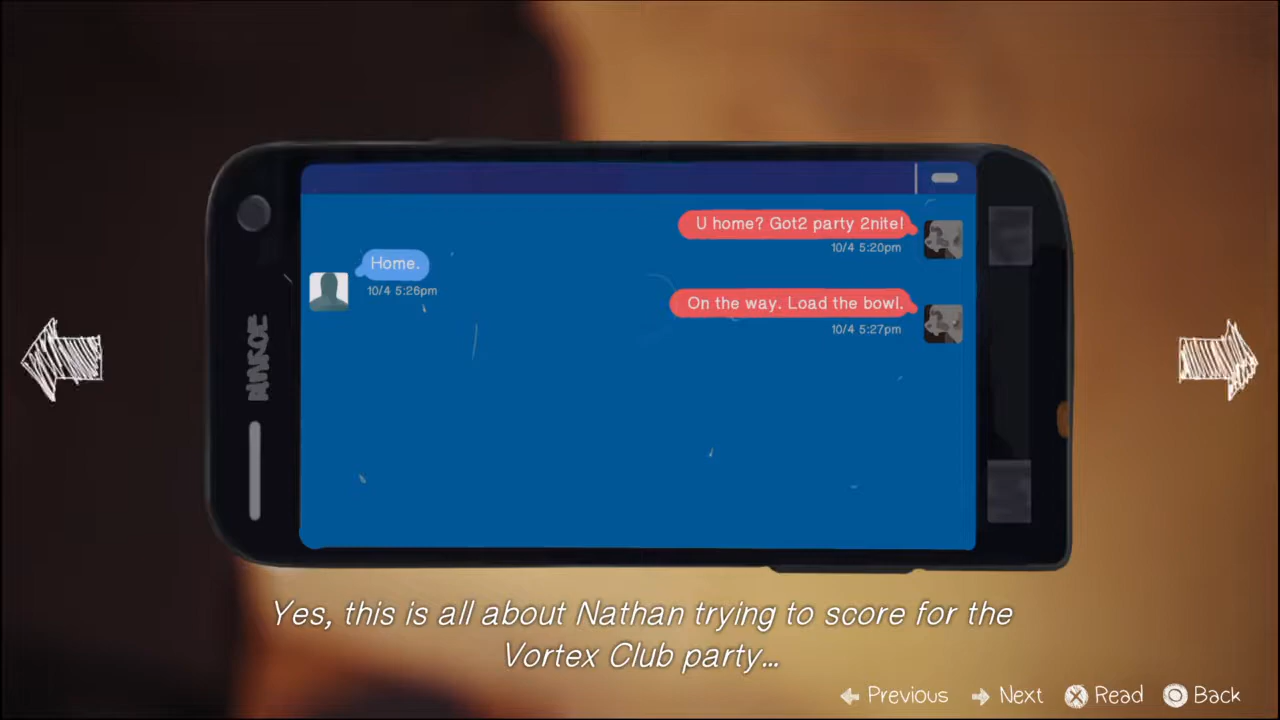 U home? Got2 party 2nite!
10/4 5:20pm
Home.
10/4 5:26pm
On the way. Load the bowl.
10/4 5:27pm
Yes, this is all about Nathan trying to score for the
Vortex Club party...
Previous Next Read Back